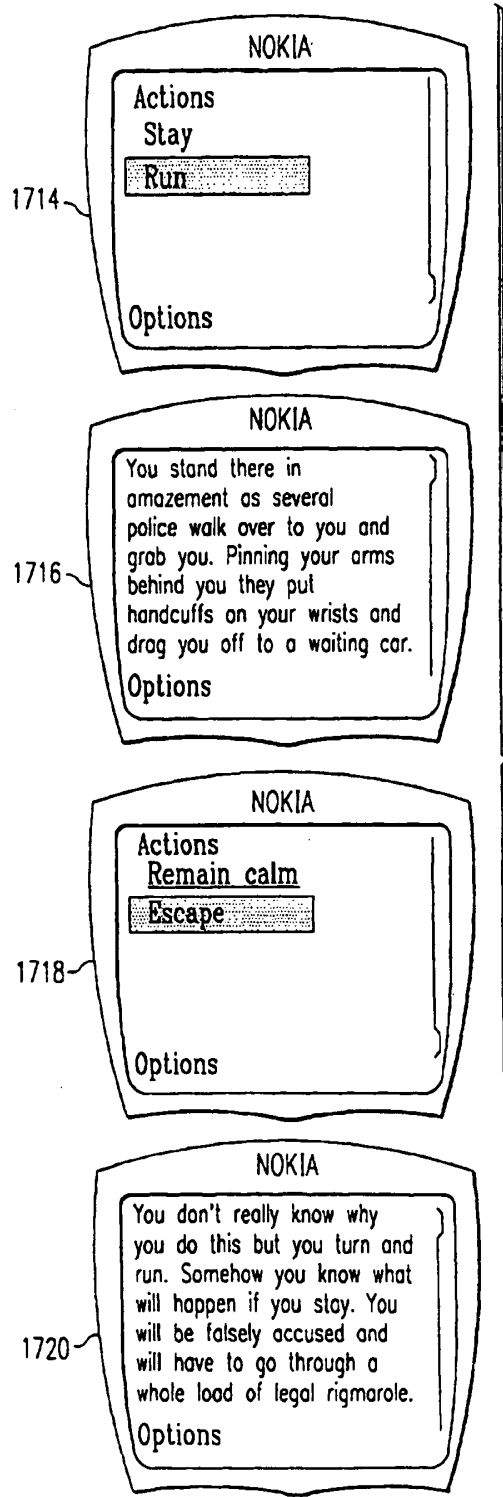 NOKIA
Actions
Stay
Run
1714
Options
NOKIA
You stand there in
amazement as several
police walk over to you and
grab you. Pinning your arms
1716
behind you they put
handcuffs on your wrists and
drag you off to a waiting car.
Options
NOKIA
Actions
Remain calm
Escape
1718
Options
NOKIA
You don't really know why
you do this but you turn and
run. Somehow you know what
will happen if you stay. You
will be falsely accused and
1720
will have to go through a
whole load of legal rigmarole.
Options